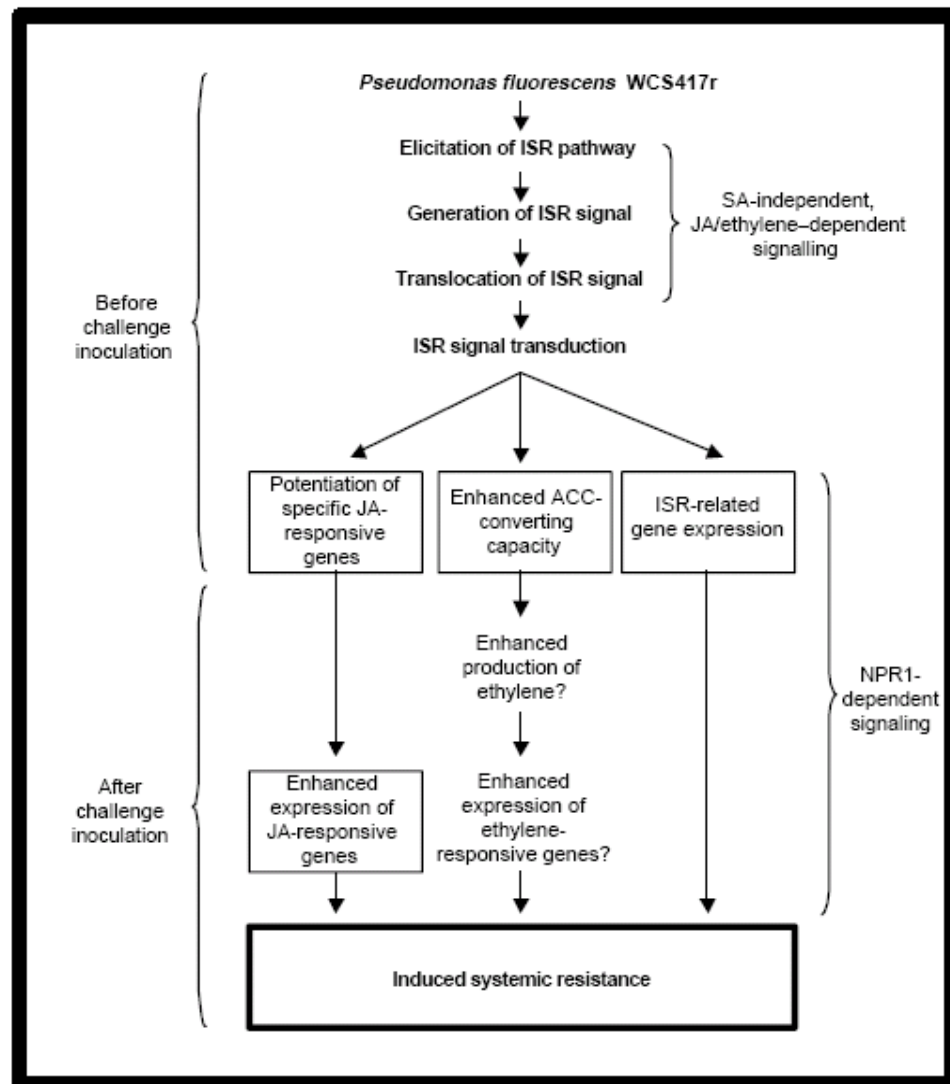 Pseudomonas fluorescens WCS417r
Elicitation of ISR pathway
Generation of ISR signal
Translocation of ISR signal
SA-independent,
JA/ethylene–dependent
signalling
ISR signal transduction
Before
challenge
inoculation
Potentiation of
specific JA-
responsive
genes
Enhanced ACC-
converting
capacity
ISR-related
gene expression
Enhanced
production of
ethylene?
NPR1-
dependent
signaling
After
challenge
inoculation
Enhanced
expression of
JA-responsive
genes
Enhanced
expression of
ethylene-
responsive genes?
Induced systemic resistance